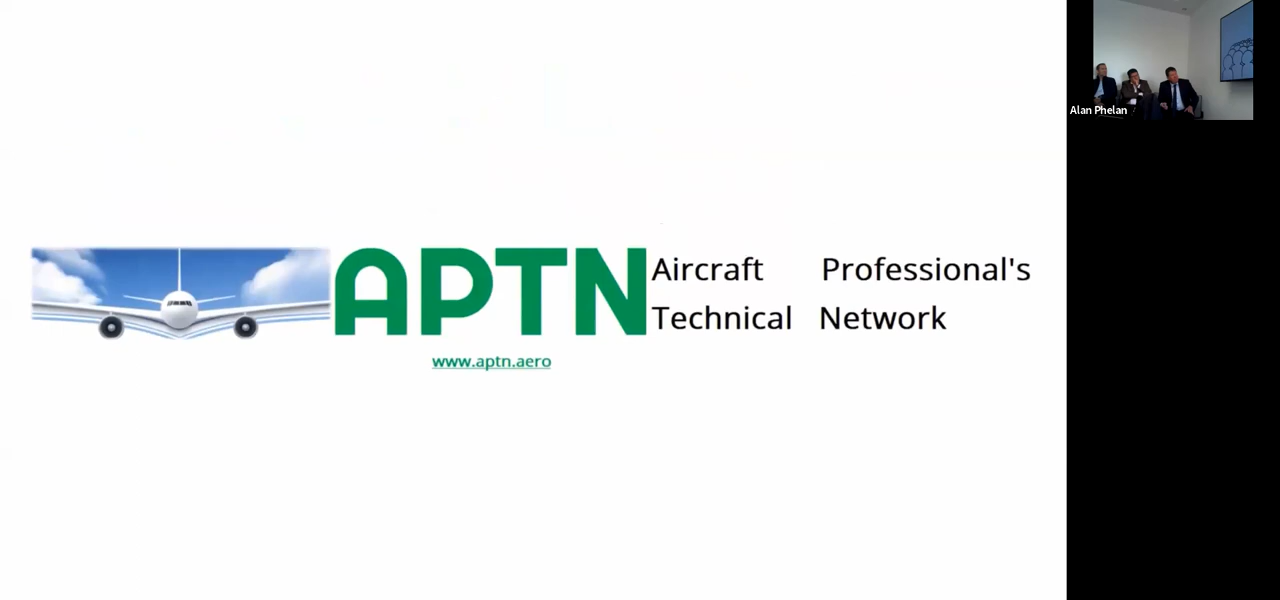 APTN
Aircraft Professional's
Technical Network
www.aptn.aero
Alan Phelan